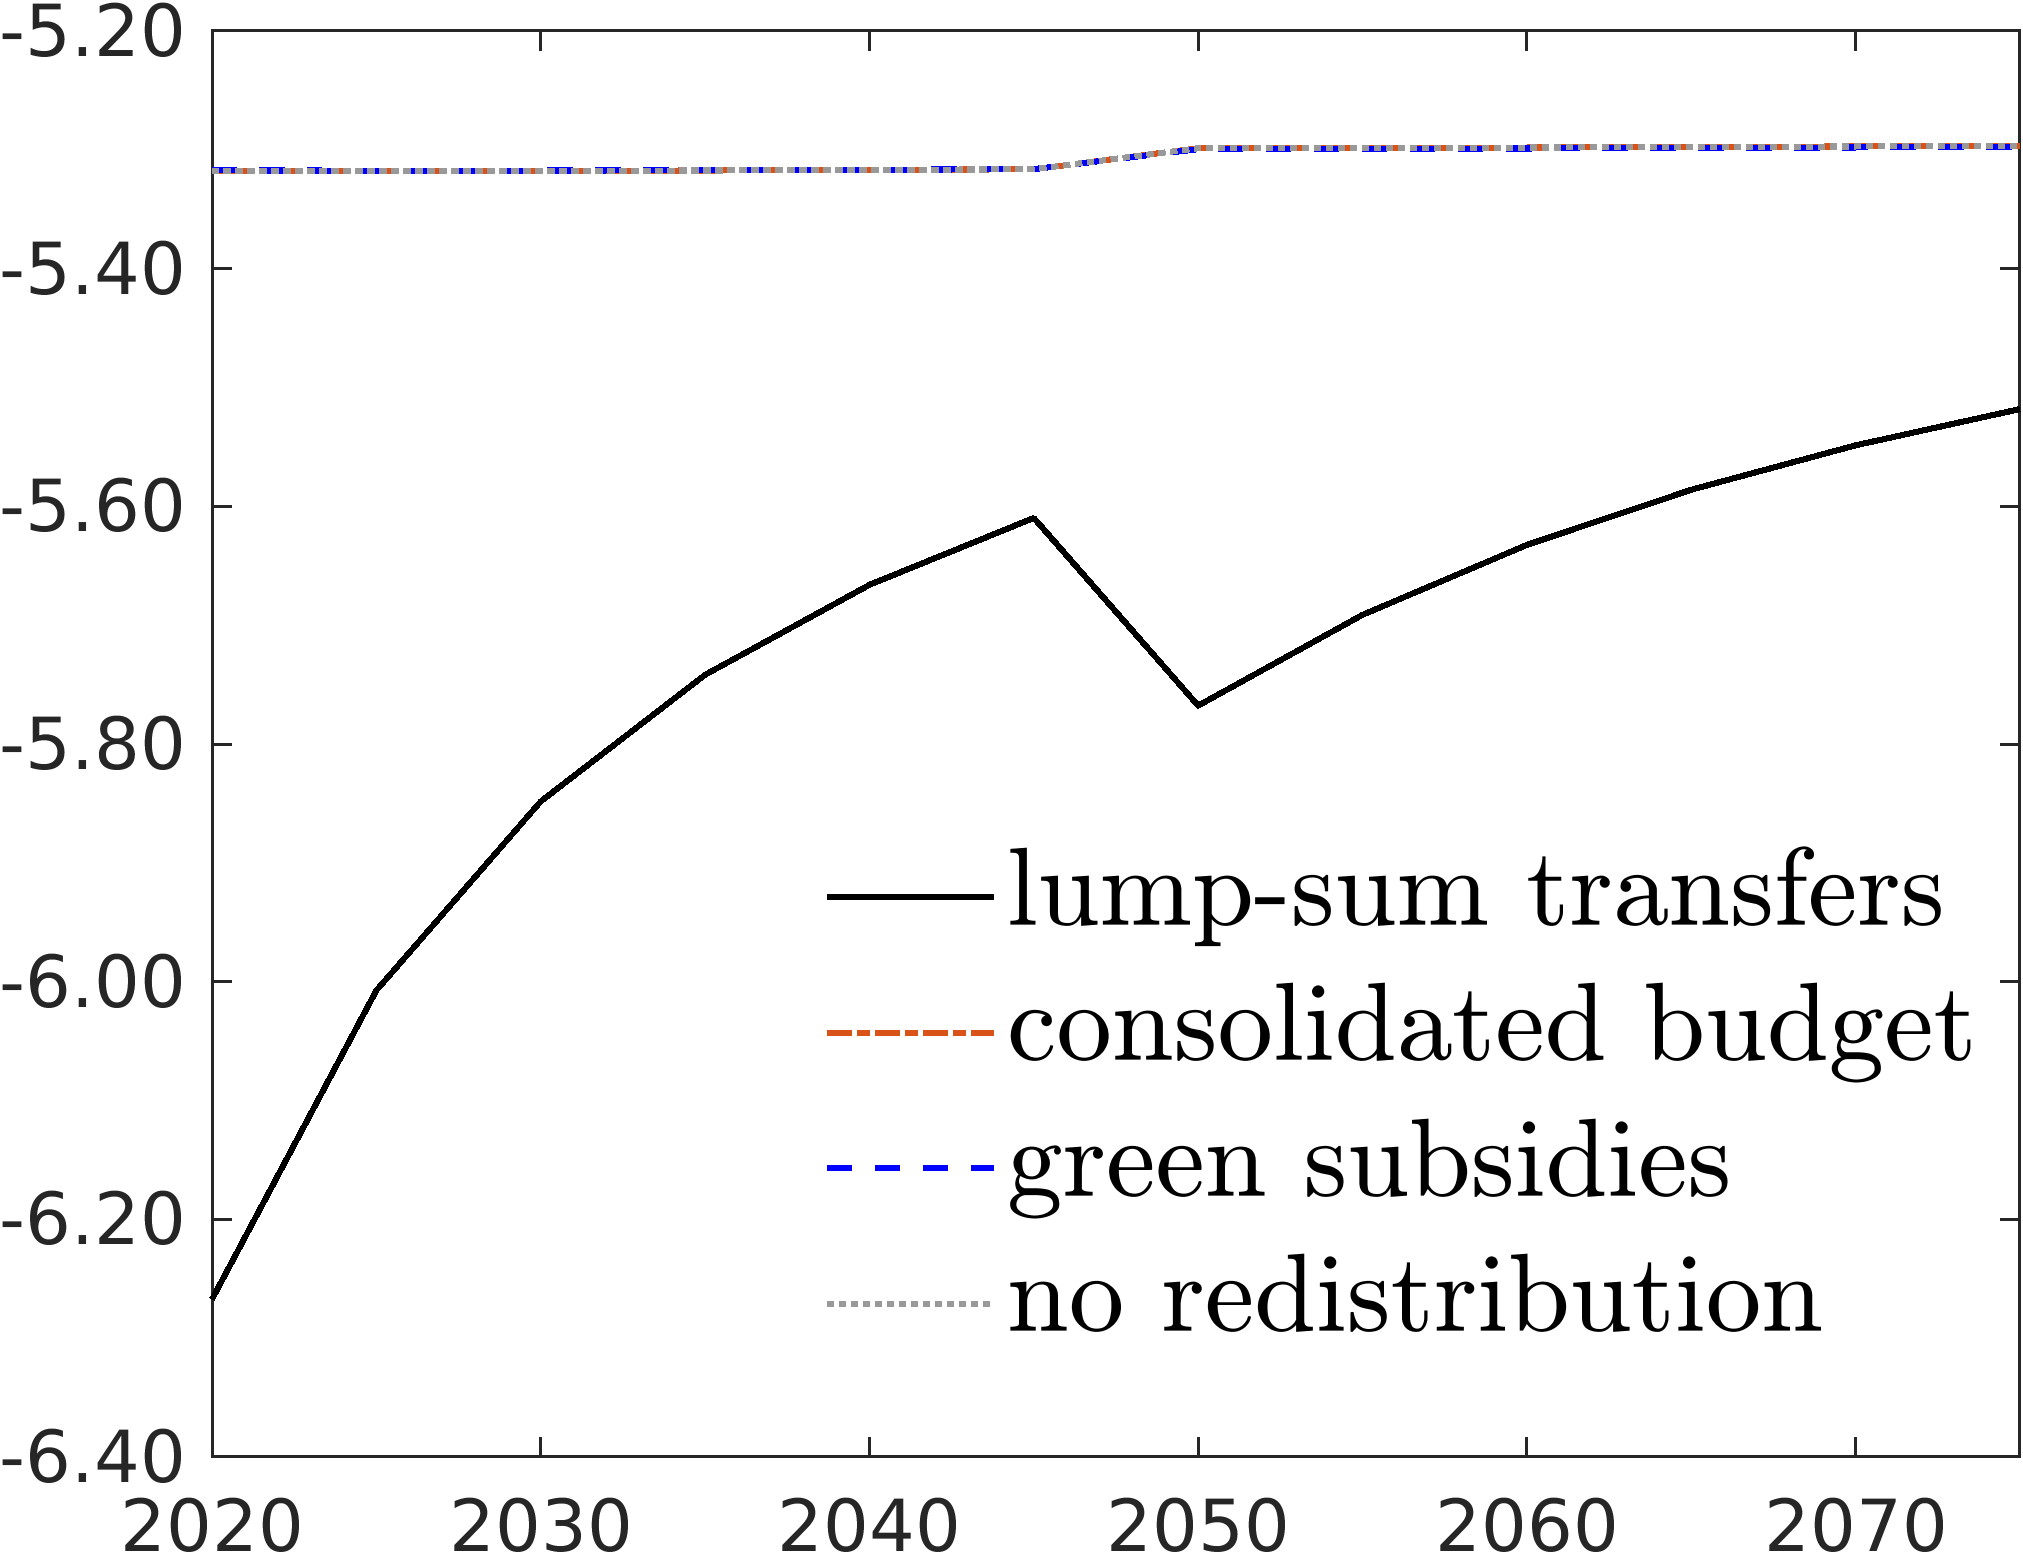 -5.20
-5.40
-5.60
-5.80
-6.00
-6.20
-6.40
lump-sum transfers
consolidated budget
green subsidies
no redistribution
2020 2030 2040 2050 2060 2070